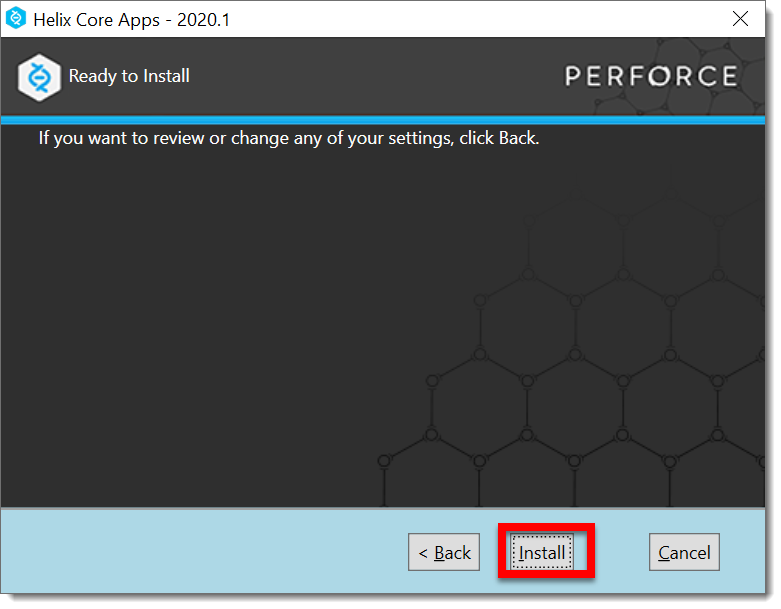 Helix Core Apps - 2020.1
Ready to Install
PERFORCE
If you want to review or change any of your settings, click Back.
< Back
Install
Cancel